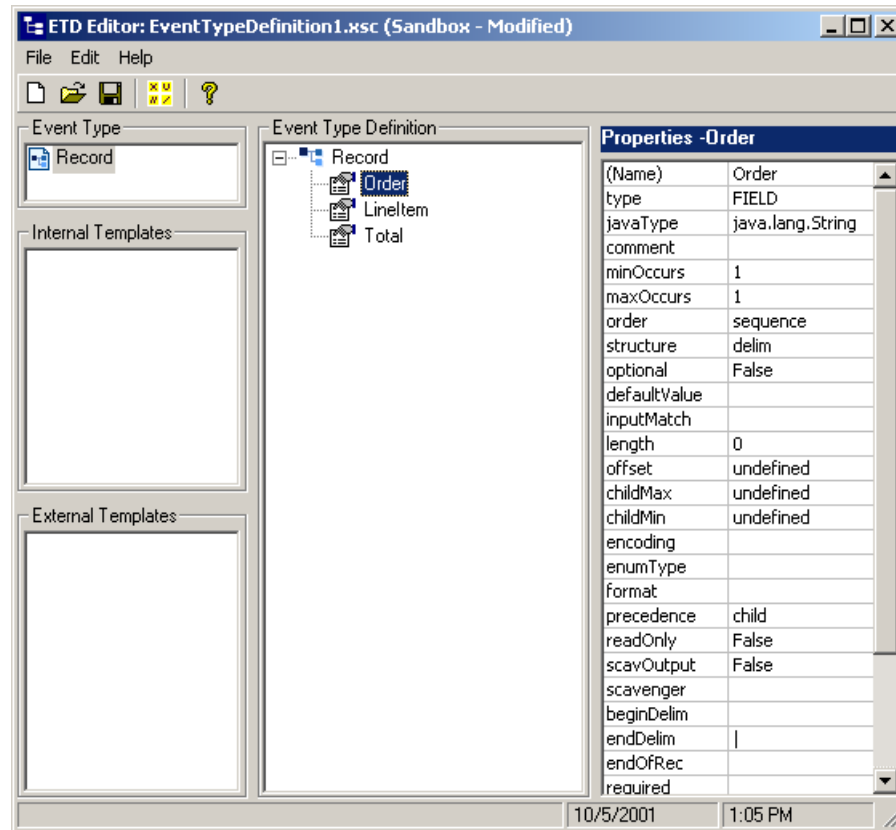 ETD Editor: EventTypeDefinition1.xsc (Sandbox - Modified)
File Edit Help
Event Type
Record
Internal Templates
External Templates
Event Type Definition
Record
Order
LineItem
Total
Properties -Order
(Name) Order
type FIELD
javaType java.lang.String
comment
minOccurs 1
maxOccurs 1
order sequence
structure delim
optional False
defaultValue
inputMatch
length 0
offset undefined
childMax undefined
childMin undefined
encoding
enumType
format
precedence child
readOnly False
scavOutput False
scavenger
beginDelim
endDelim |
endOfRec
required
10/5/2001 1:05 PM